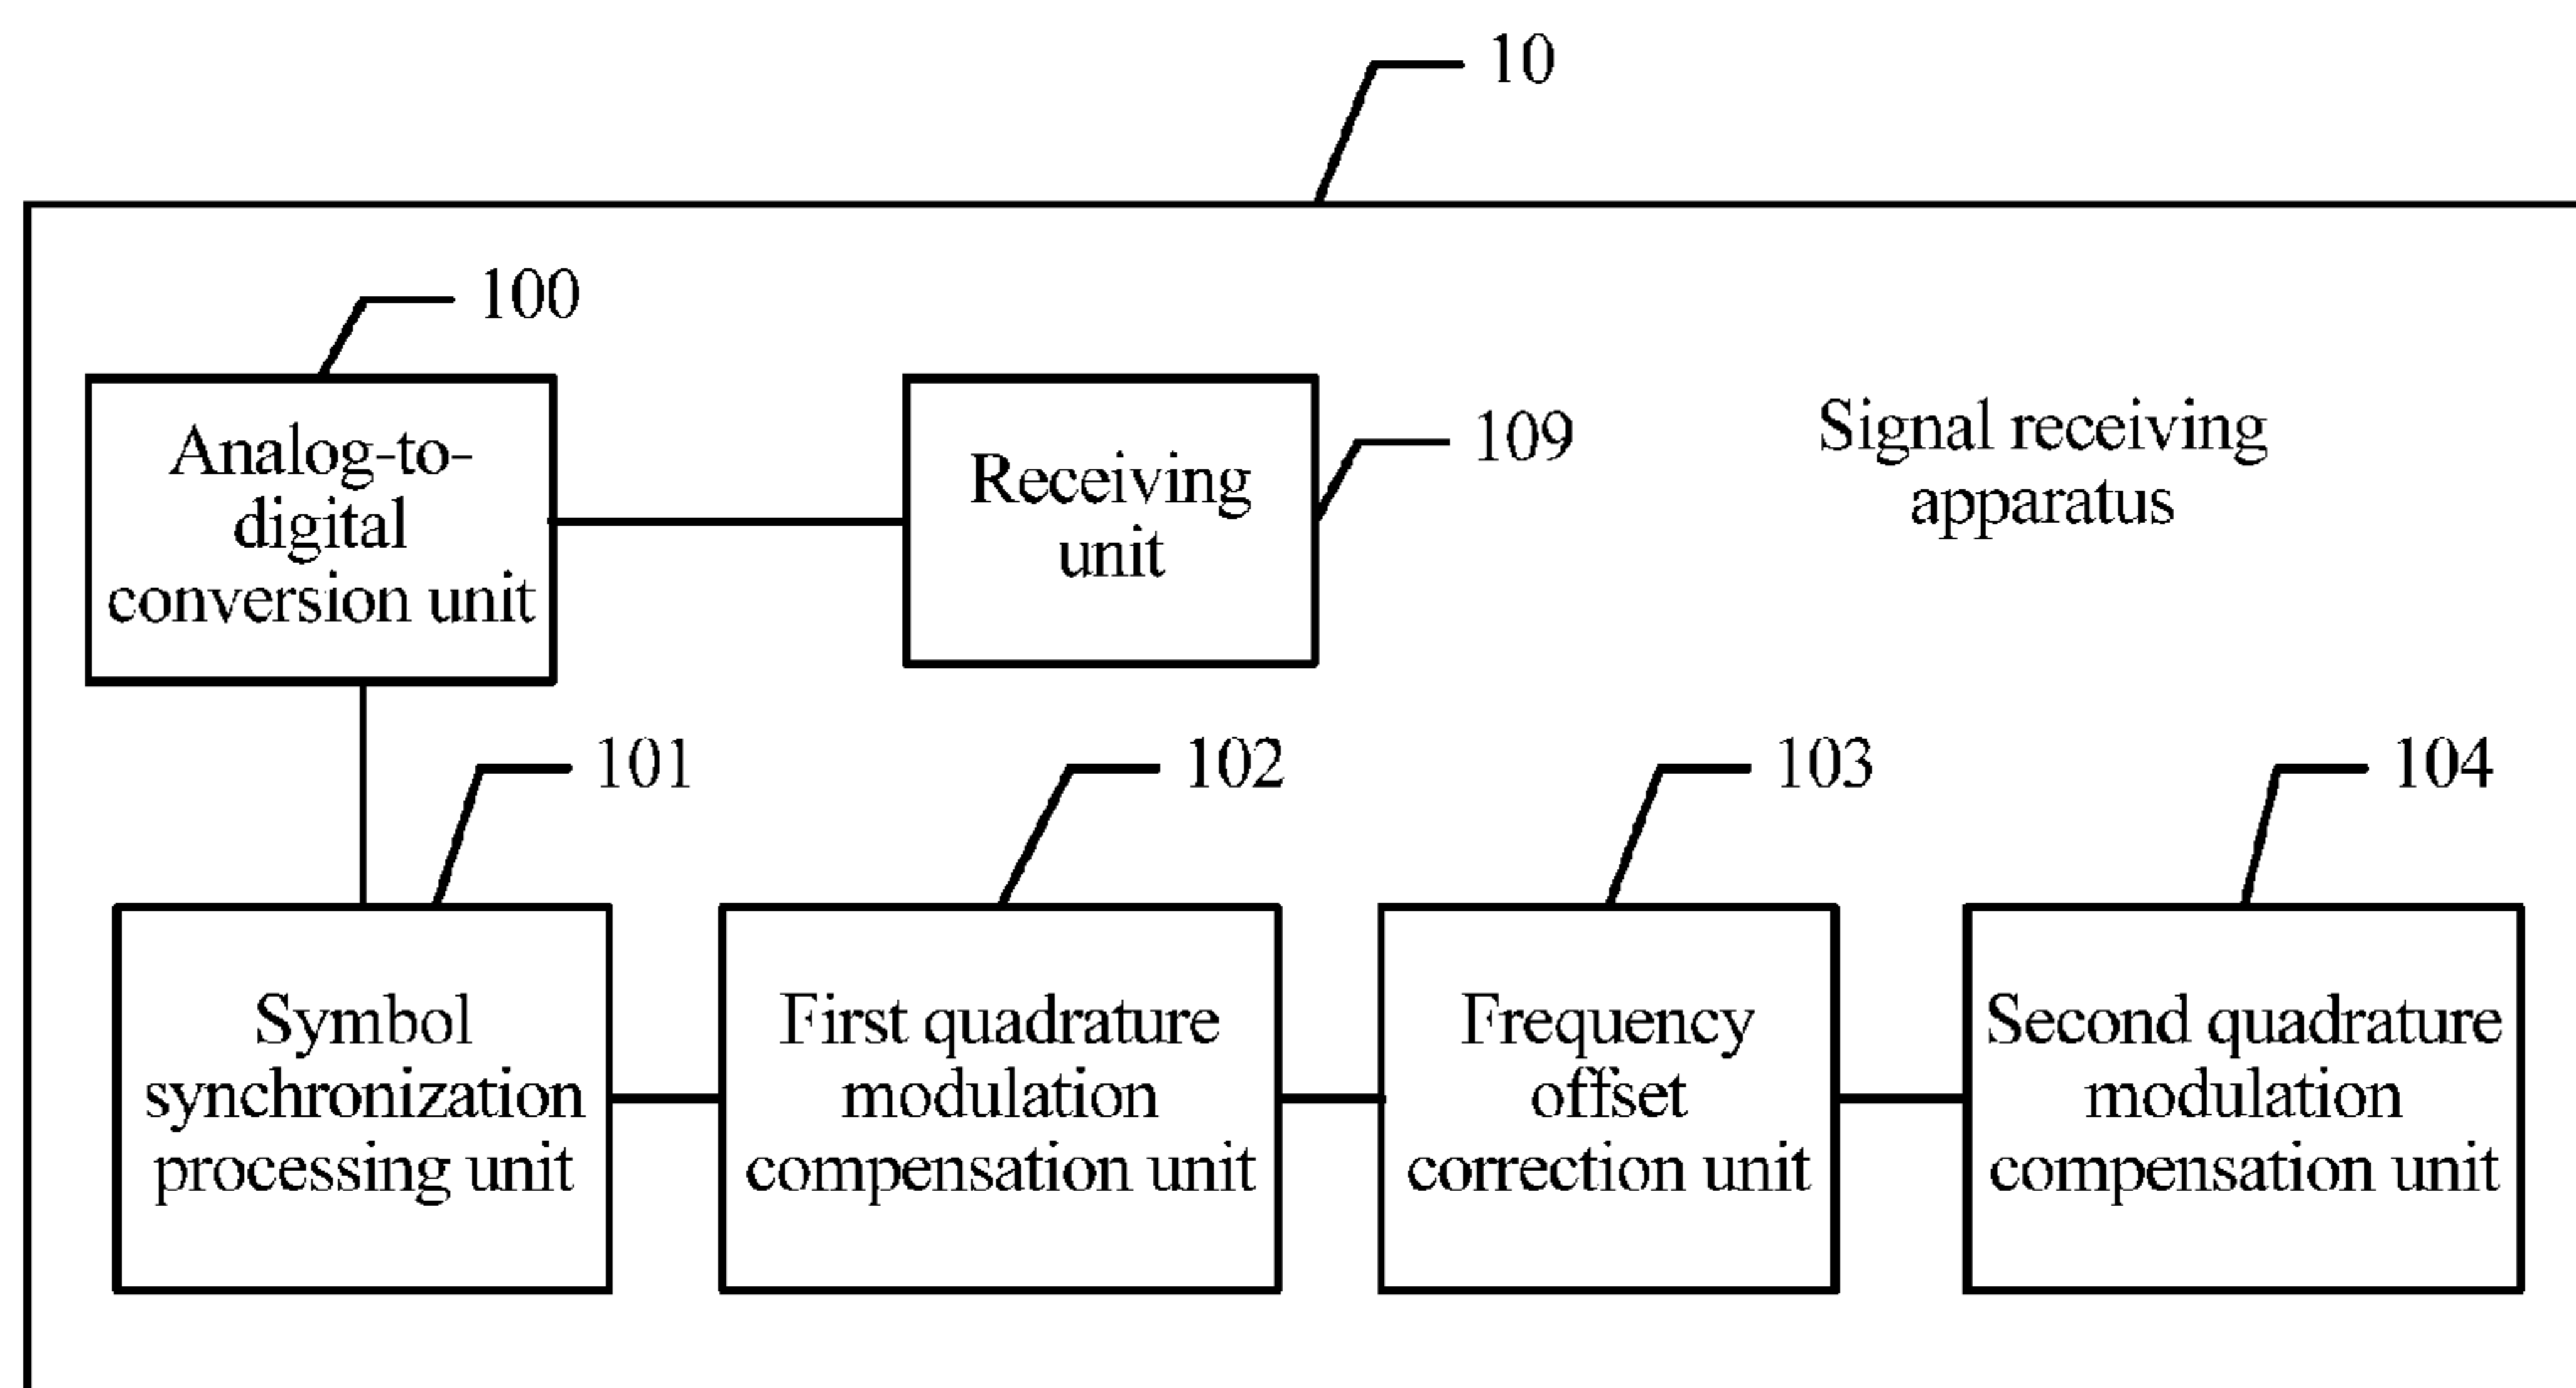 10
100
Analog-to-
digital
conversion unit
Receiving
unit
109
Signal receiving
apparatus
101
Symbol
synchronization
processing unit
102
First quadrature
modulation
compensation unit
103
Frequency
offset
correction unit
104
Second quadrature
modulation
compensation unit